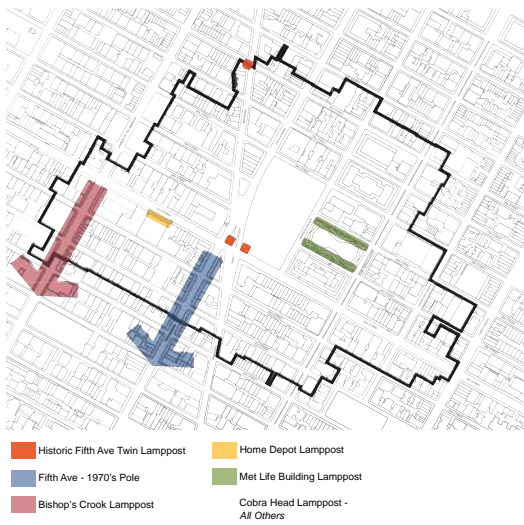 Historic Fifth Ave Twin Lamppost
Fifth Ave - 1970's Pole
Bishop's Crook Lamppost
Home Depot Lamppost
Met Life Building Lamppost
Cobra Head Lamppost -
All Others